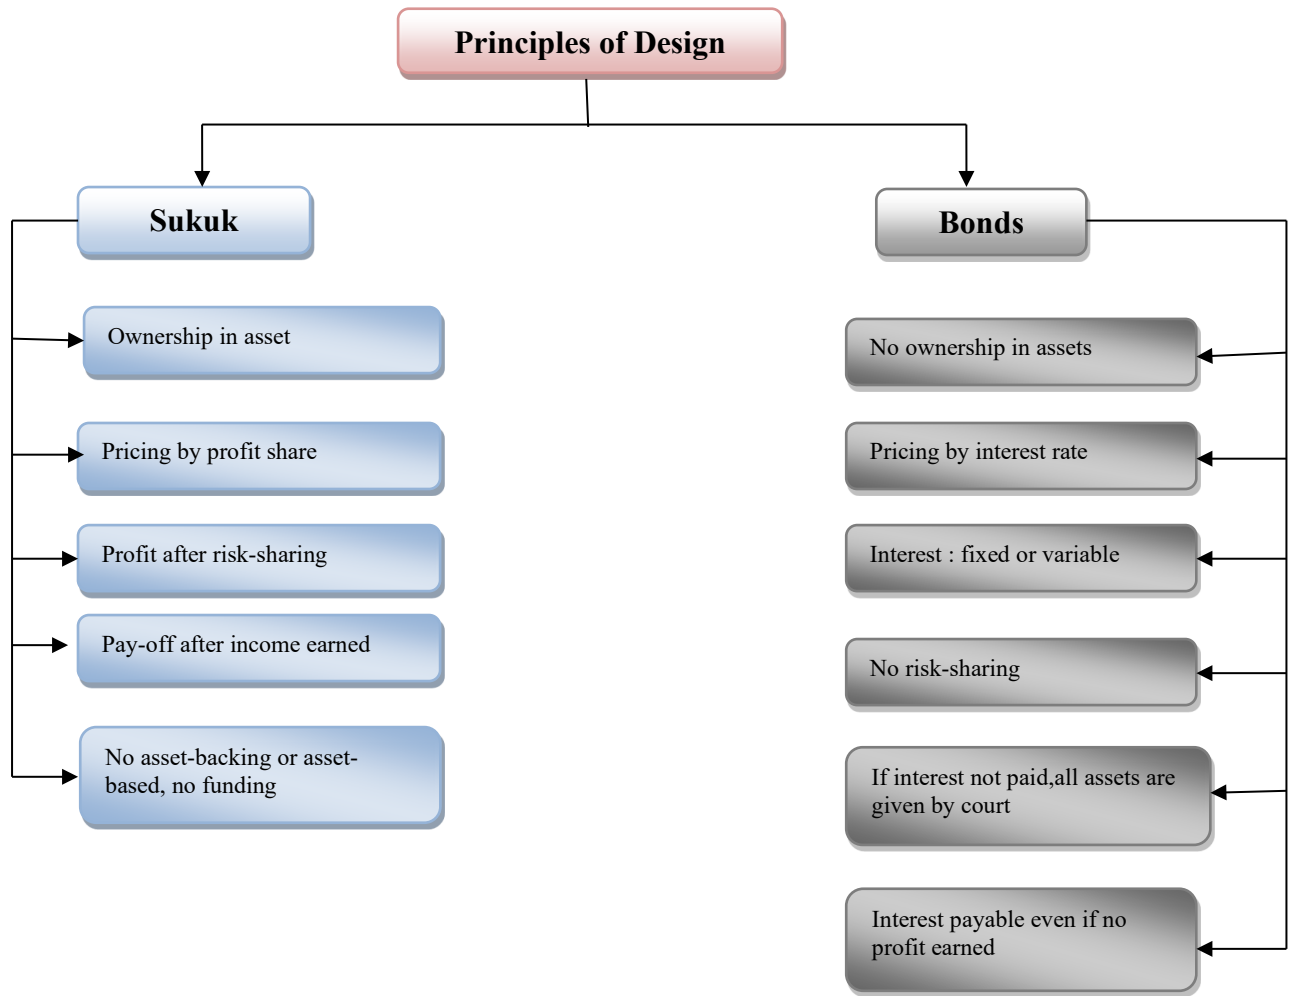 Principles of Design
Sukuk
Bonds
Ownership in asset
Pricing by profit share
Profit after risk-sharing
Pay-off after income earned
No asset-backing or asset-
based, no funding
No ownership in assets
Pricing by interest rate
Interest : fixed or variable
No risk-sharing
If interest not paid,all assets are
given by court
Interest payable even if no
profit earned